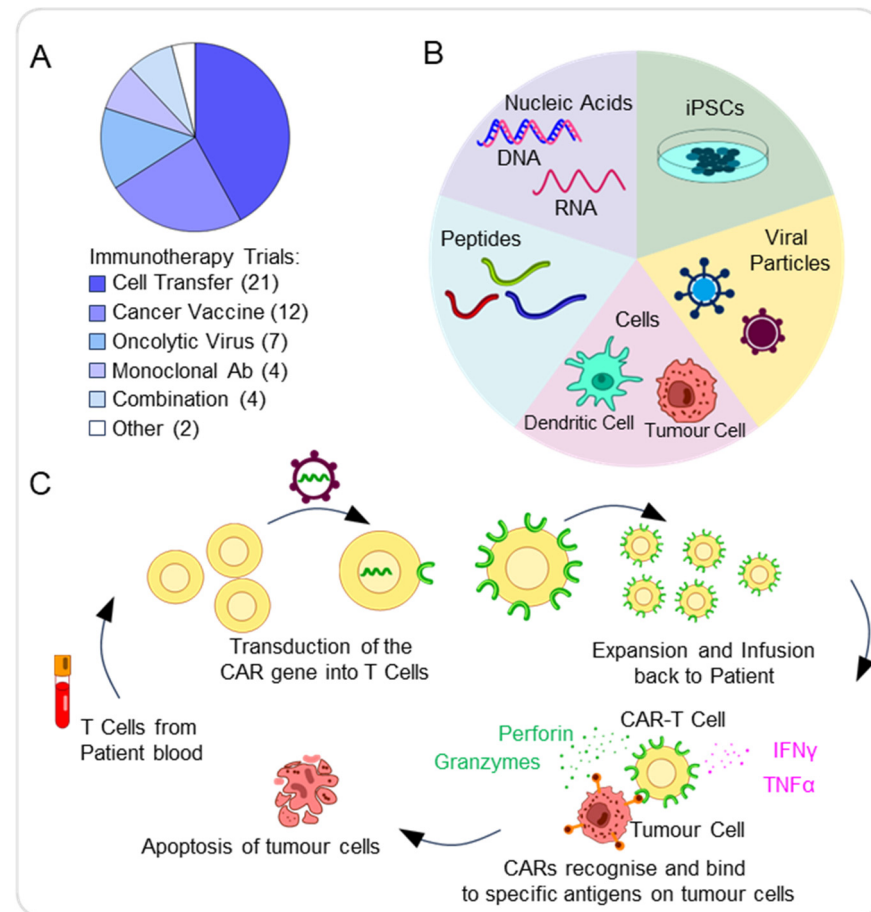 A
Immunotherapy Trials:
Cell Transfer (21)
Cancer Vaccine (12)
Oncolytic Virus (7)
Monoclonal Ab (4)
Combination (4)
Other (2)
B
Nucleic Acids
DNA
RNA
iPSCs
Peptides
Viral
Particles
Cells
Dendritic Cell
Tumour Cell
C
Transduction of the
CAR gene into T Cells
Expansion and Infusion
back to Patient
T Cells from
Patient blood
CAR-T Cell
Perforin
Granzymes
IFNγ
TNFα
Tumour Cell
Apoptosis of tumour cells
CARs recognise and bind
to specific antigens on tumour cells